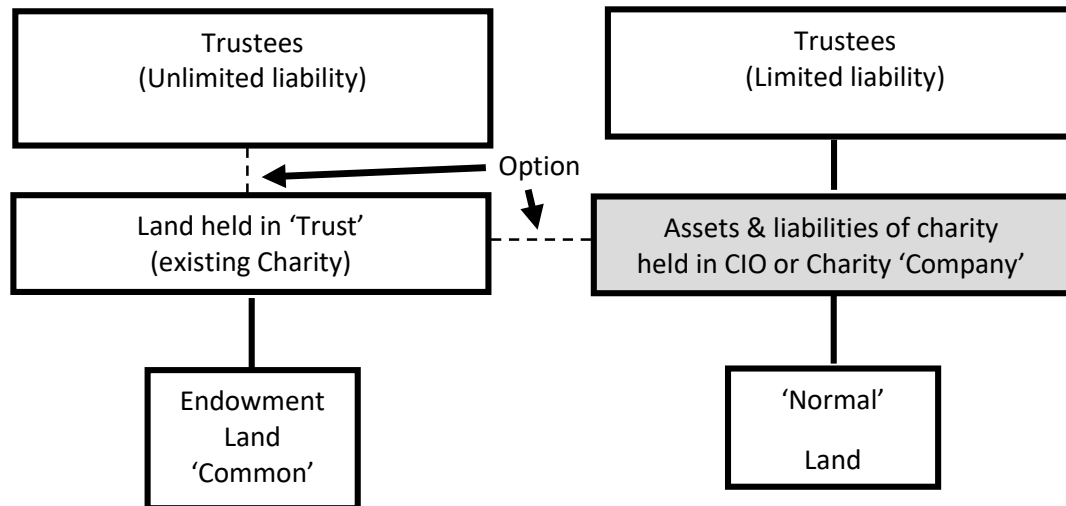 Trustees
(Unlimited liability)
Trustees
(Limited liability)
Option
Land held in ‘Trust’
(existing Charity)
Assets & liabilities of charity
held in CIO or Charity ‘Company’
Endowment
Land
‘Common’
‘Normal’
Land